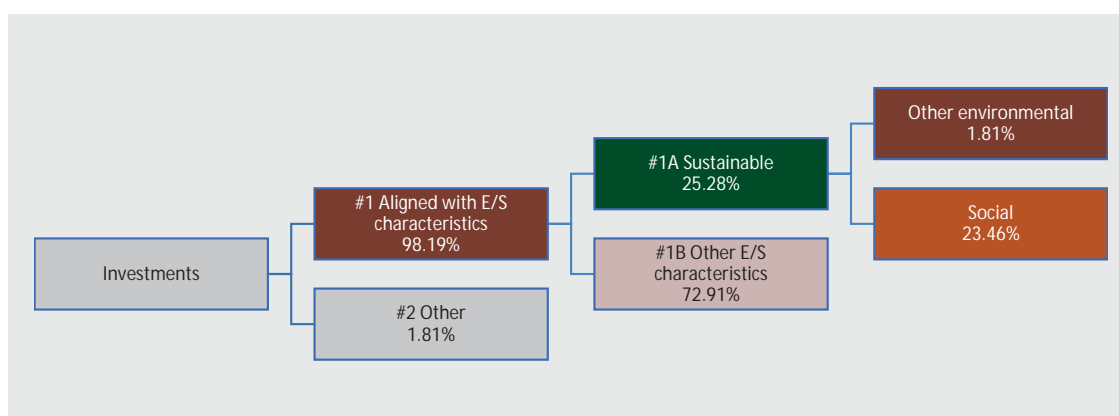 Investments
#1 Aligned with E/S
characteristics
98.19%
#2 Other
1.81%
#1A Sustainable
25.28%
#1B Other E/S
characteristics
72.91%
Other environmental
1.81%
Social
23.46%